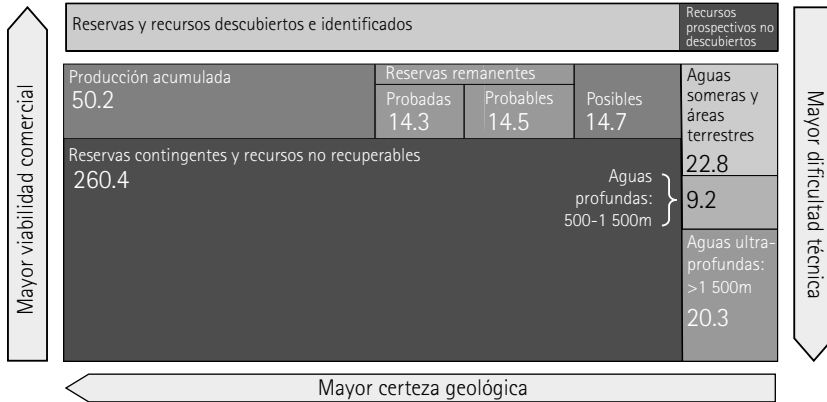 Reservas y recursos descubiertos e identificados
Recursos
prospectivos no
descubiertos
Mayor viabilidad comercial
Producción acumulada
50.2
Reservas remanentes
Probadas
14.3
Probables
14.5
Posibles
14.7
Aguas
someras y
áreas
terrestres
22.8
Reservas contingentes y recursos no recuperables
260.4
Aguas
profundas:
500-1 500m
9.2
Aguas ultra-
profundas:
>1 500m
20.3
Mayor dificultad técnica
Mayor certeza geológica